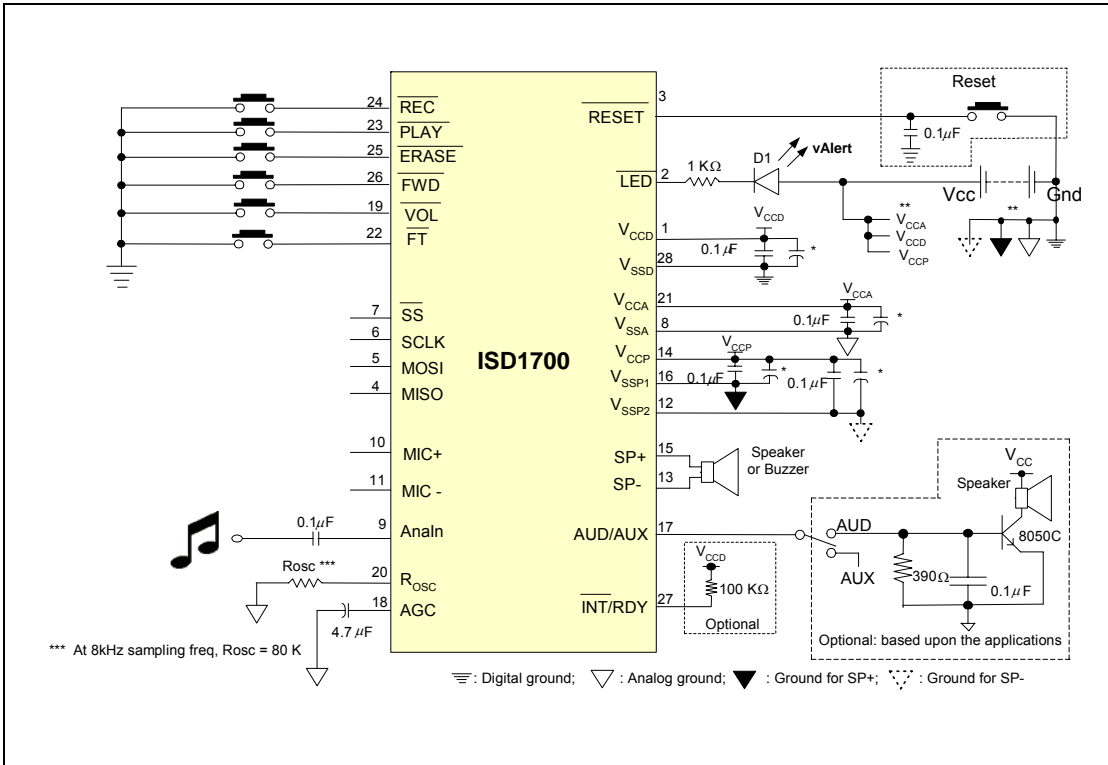 Reset
3
RESET
0.1μF
24
REC
23
PLAY
25
ERASE
26
FWD
19
VOL
22
FT
D1
vAlert
1 KΩ
2
LED
Vcc
Gnd
**
VCCA
VCCD
VCCP
**
VCCD
1
VCCD
0.1μF
*
28
VSSD
VCCA
21
VCCA
0.1μF
*
8
VSSA
7
SS
6
SCLK
5
MOSI
4
MISO
ISD1700
VCCP
14
VCCP
0.1μF
*
0.1μF
*
16
VSSP1
12
VSSP2
10
MIC+
11
MIC -
15
SP+
13
SP-
Speaker
or Buzzer
0.1μF
9
AnaIn
Rosc ***
20
ROSC
18
AGC
4.7 μF
17
AUD/AUX
AUD
AUX
VCC
Speaker
8050C
390Ω
0.1μF
Optional: based upon the applications
VCCD
100 KΩ
27
INT/RDY
Optional
*** At 8kHz sampling freq, Rosc = 80 K
: Digital ground; : Analog ground; : Ground for SP+; : Ground for SP-